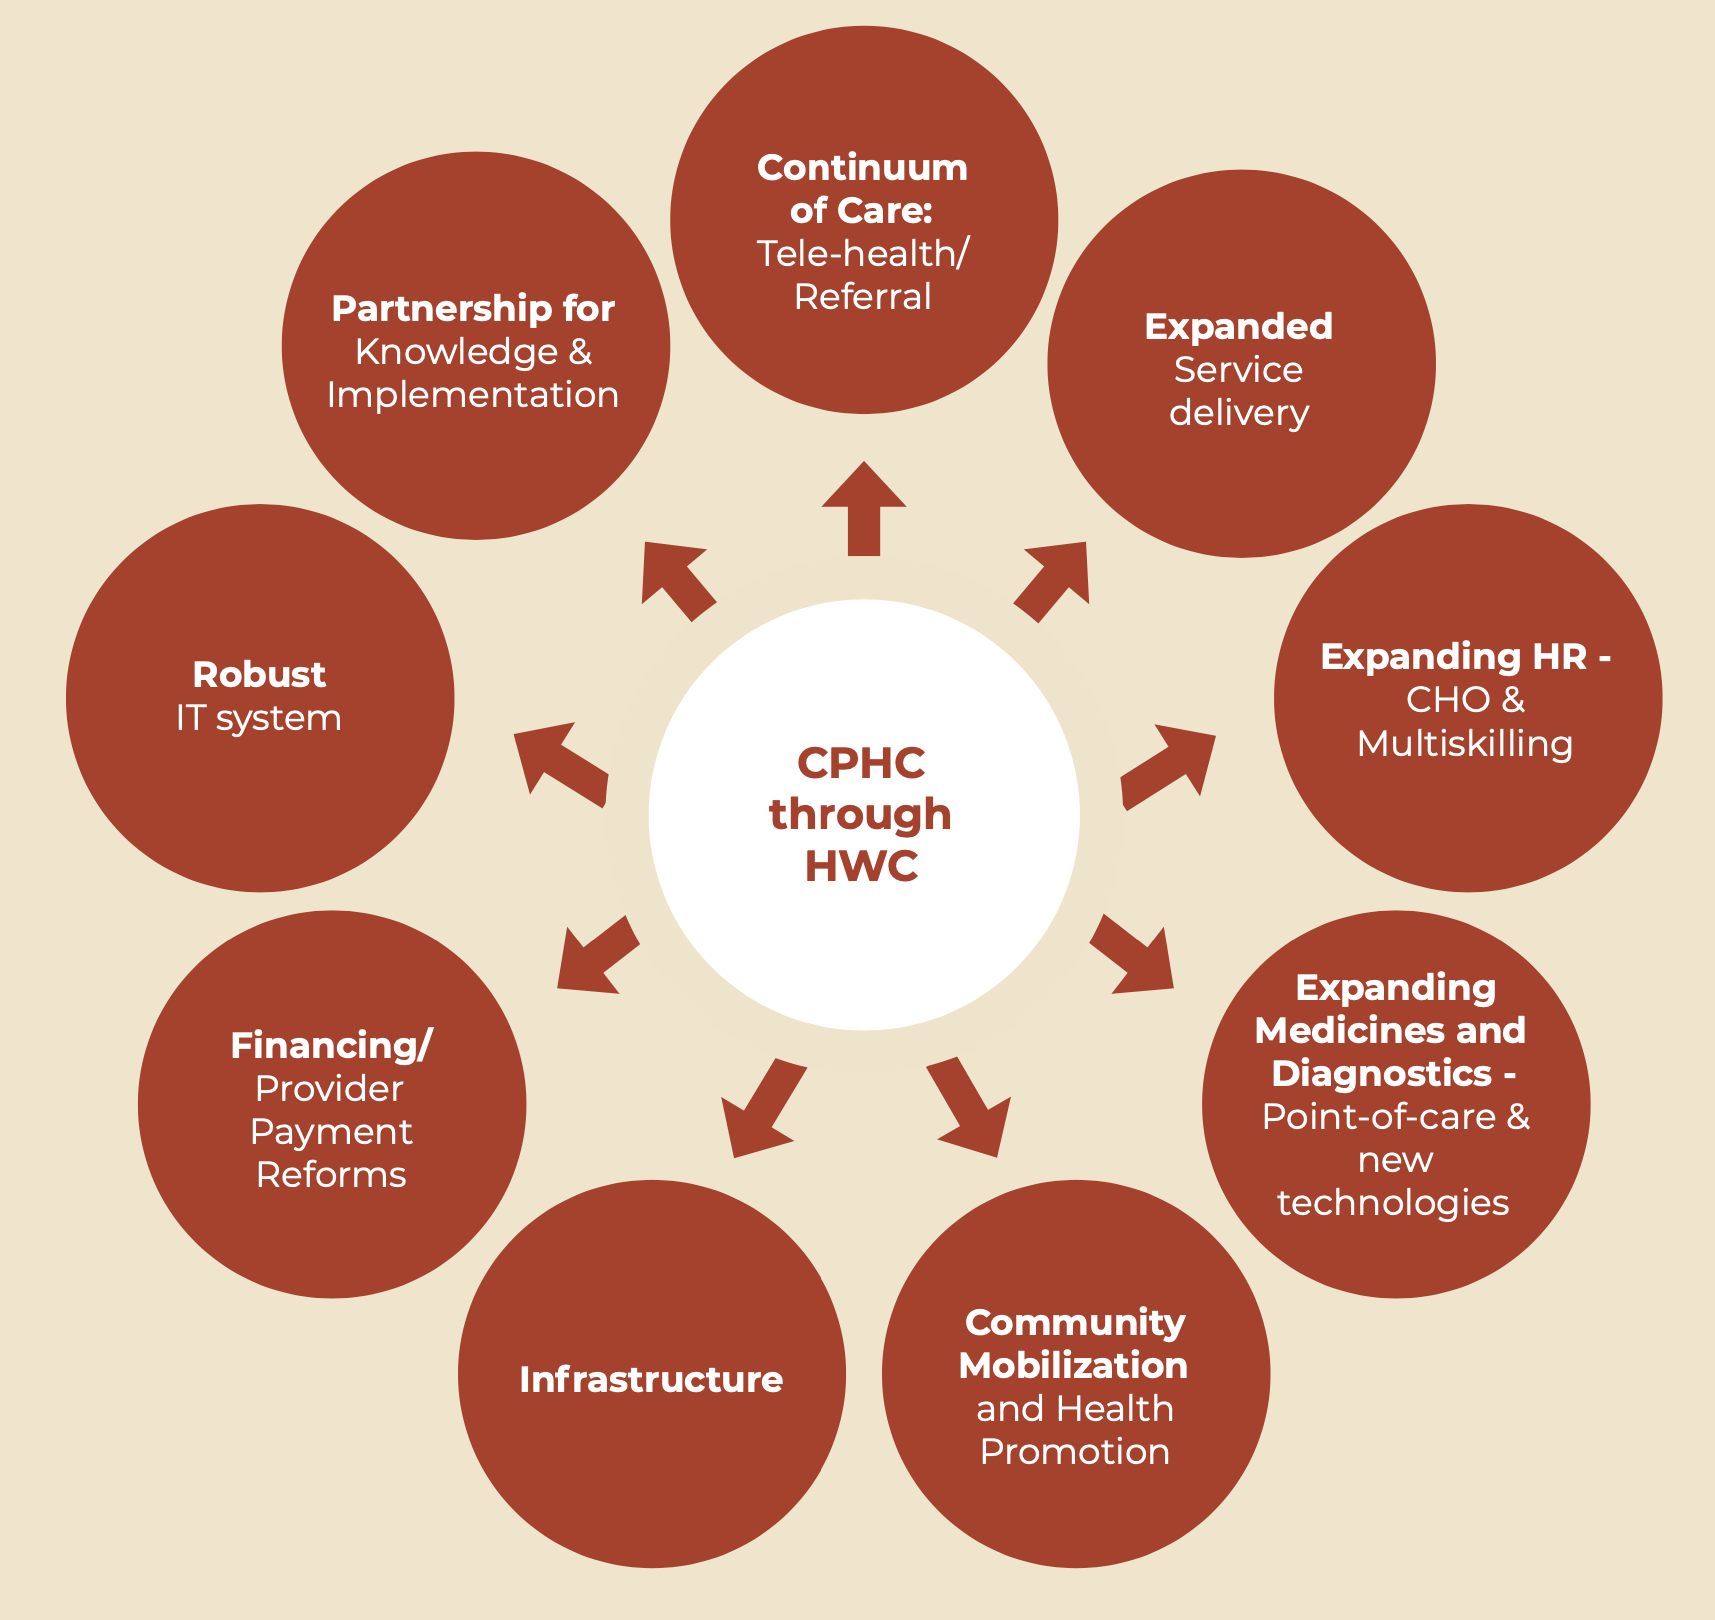 Continuum
of Care:
Tele-health/
Referral
Expanded
Service
delivery
Expanding HR -
CHO &
Multiskilling
Expanding
Medicines and
Diagnostics -
Point-of-care &
new
technologies
Community
Mobilization
and Health
Promotion
Infrastructure
Financing/
Provider
Payment
Reforms
Robust
IT system
Partnership for
Knowledge &
Implementation
CPHC
through
HWC